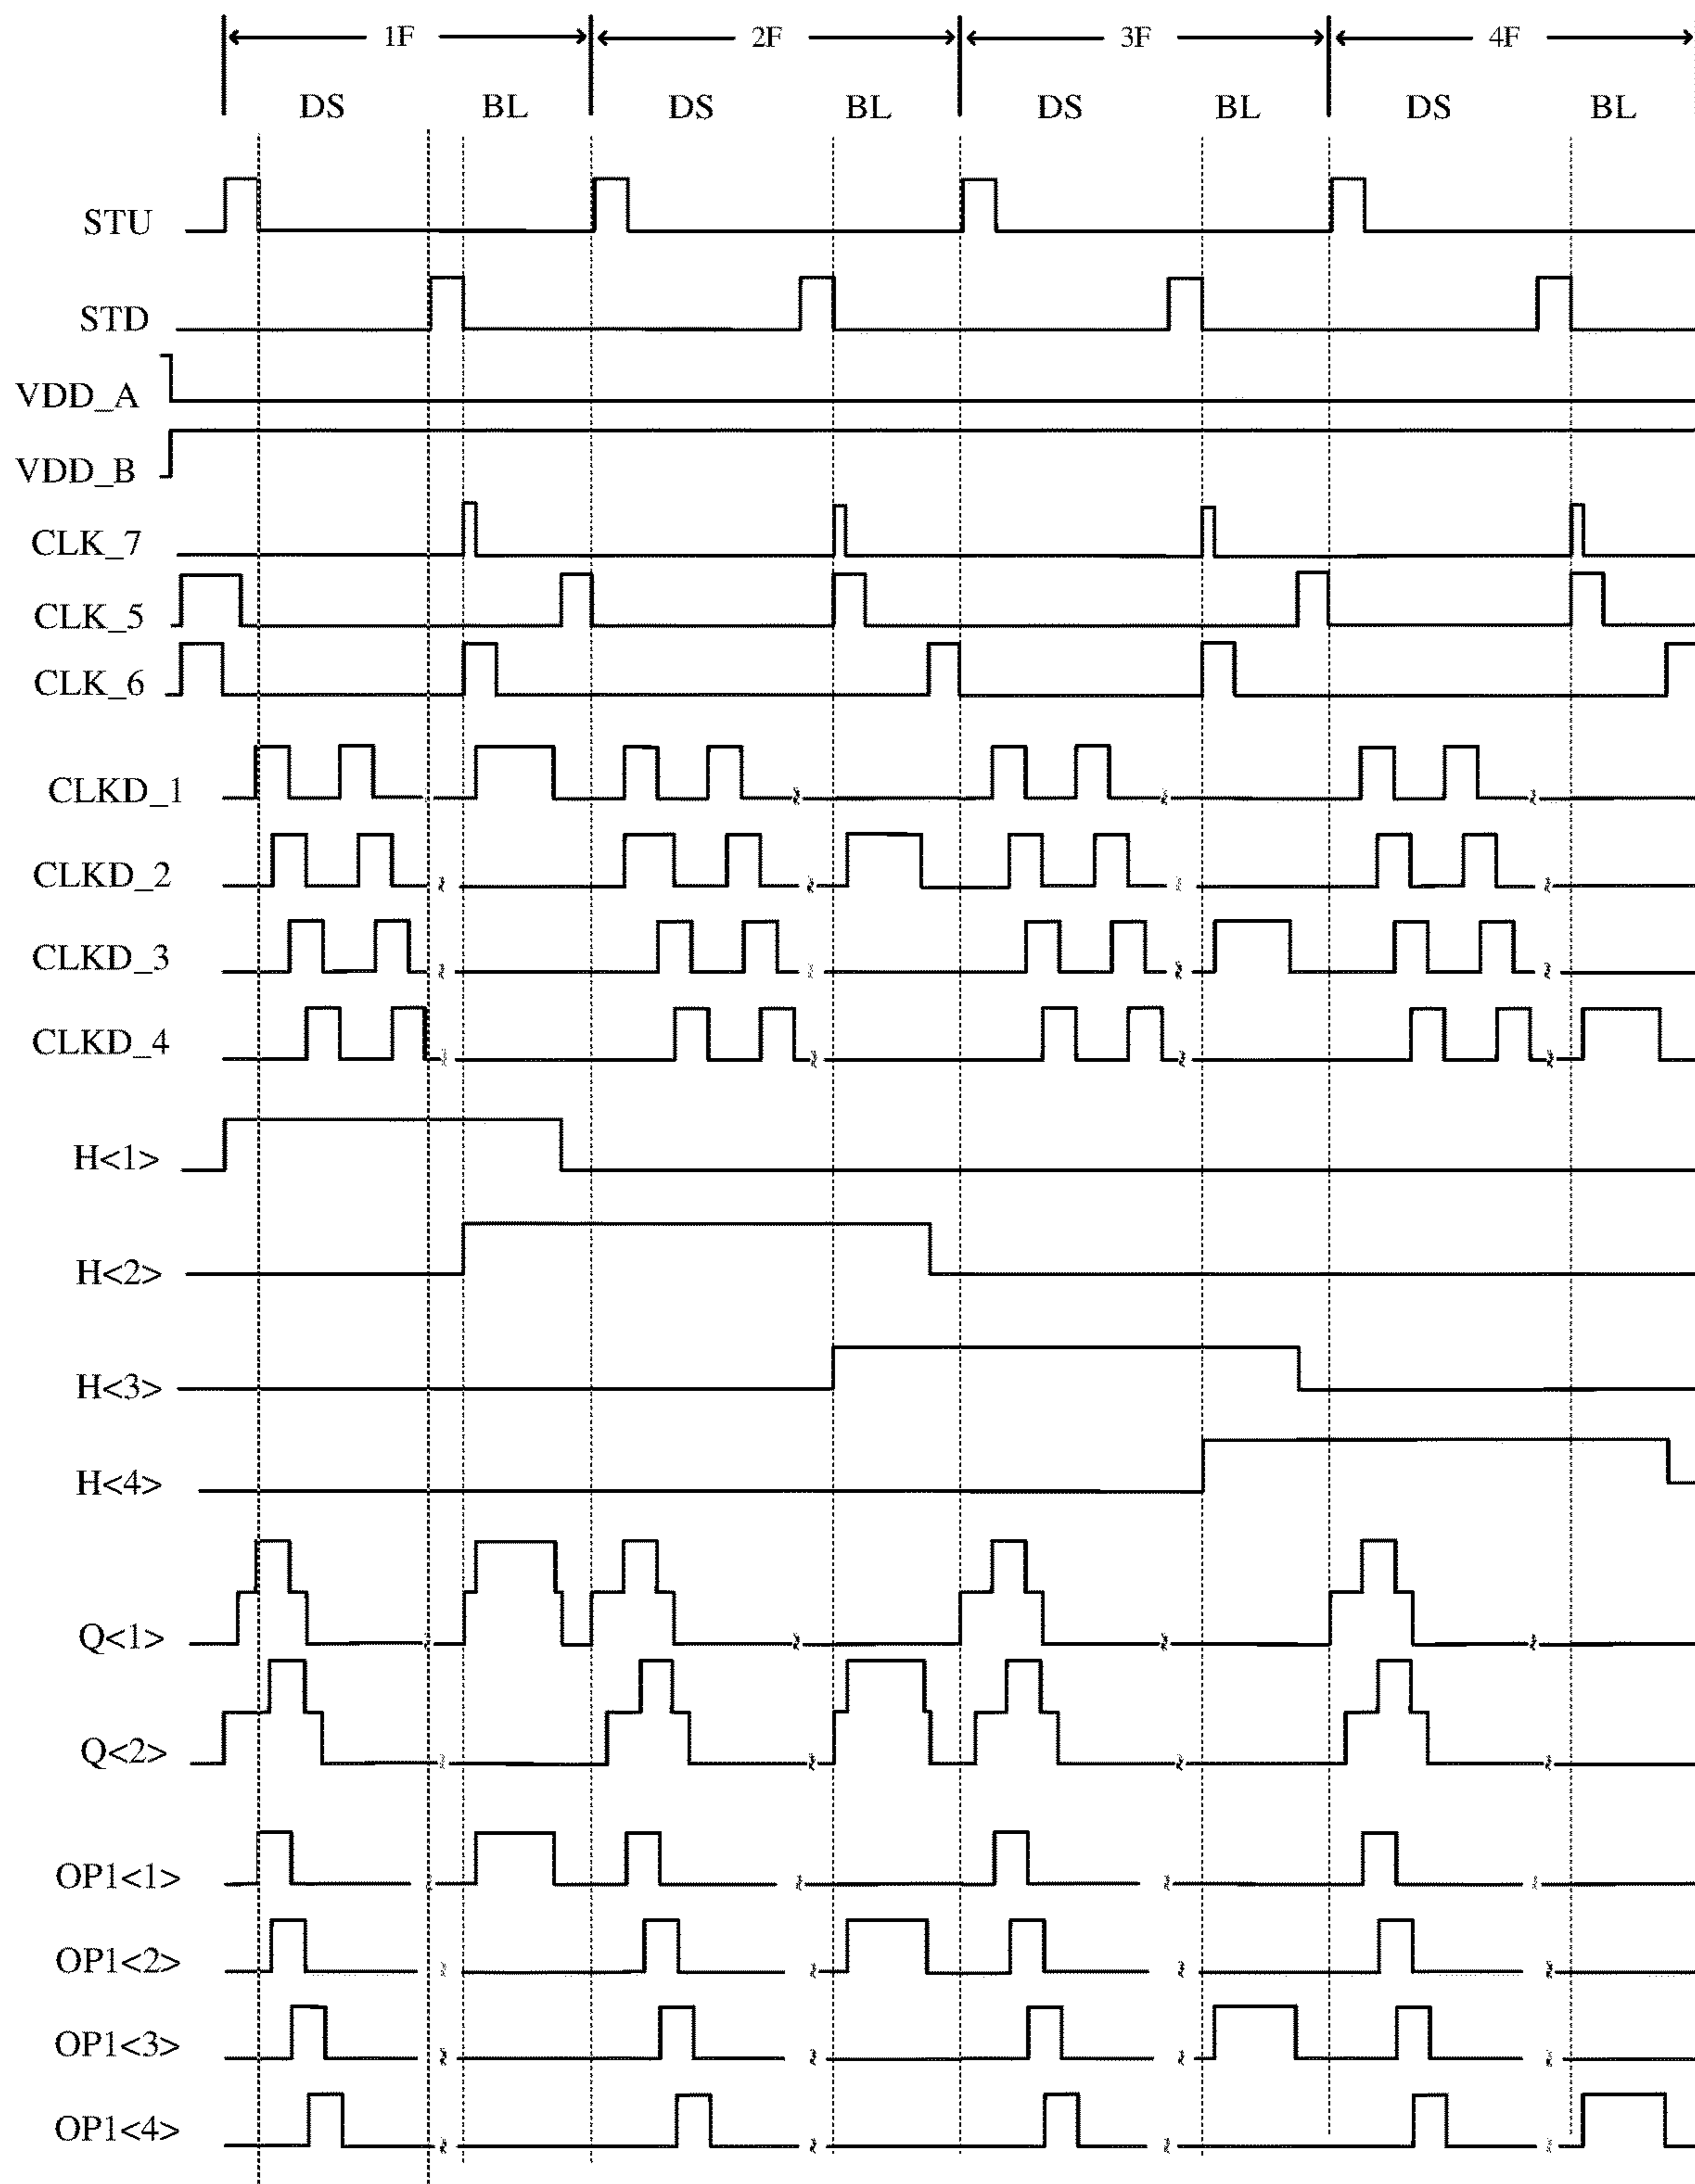 1F 2F 3F 4F
DS BL DS BL DS BL DS BL
STU
STD
VDD_A
VDD_B
CLK_7
CLK_5
CLK_6
CLKD_1
CLKD_2
CLKD_3
CLKD_4
H<1>
H<2>
H<3>
H<4>
Q<1>
Q<2>
OP1<1>
OP1<2>
OP1<3>
OP1<4>